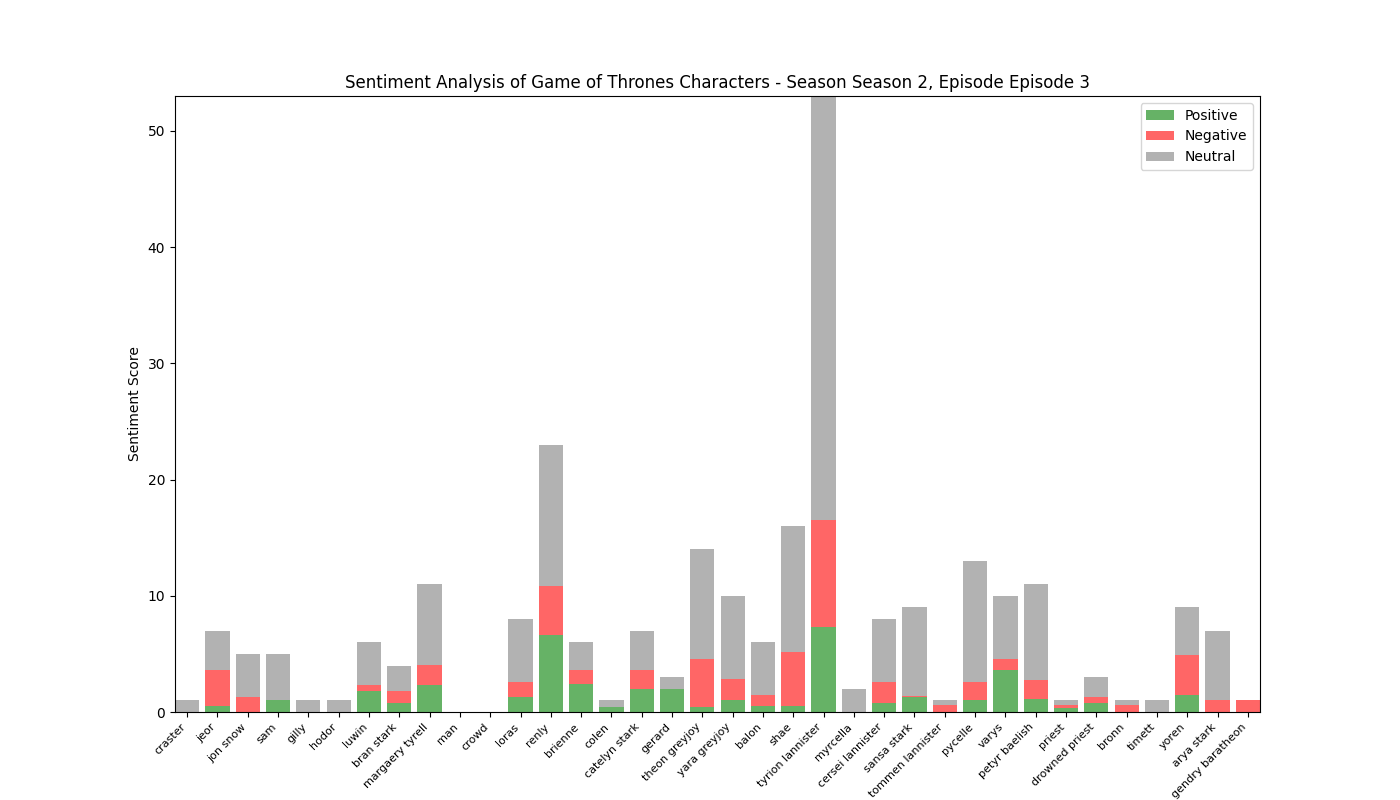 Sentiment Analysis of Game of Thrones Characters - Season Season 2, Episode Episode 3
Positive
Negative
Neutral
Sentiment Score
50
40
30
20
10
0
craster
jeor
jon snow
sam
gilly
hodor
luwin
bran stark
margaery tyrell
man
crowd
loras
renly
brienne
colen
catelyn stark
gerard
theon greyjoy
yara greyjoy
balon
shae
tyrion lannister
myrcella
cersei lannister
sansa stark
tommen lannister
pycelle
varys
petyr baelish
priest
drowned priest
bronn
timett
yoren
arya stark
gendry baratheon